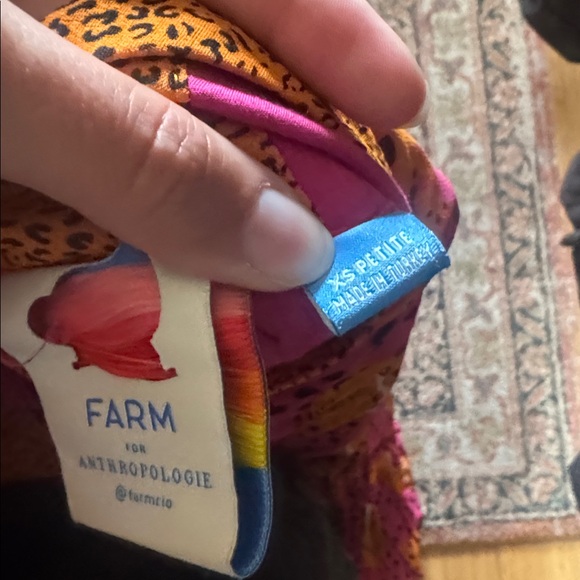 XS PETITE
MADE IN TURKEY
FARM
FOR
ANTHROPOLOGIE
@farmrio